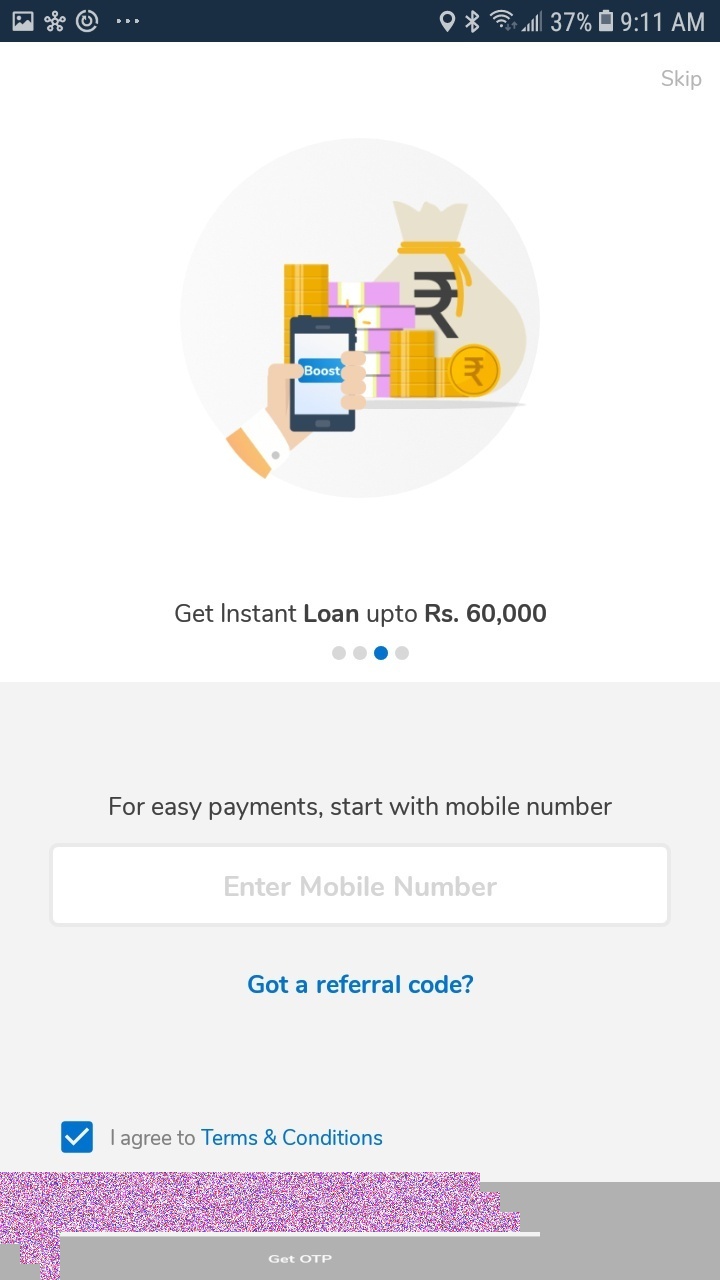 37% 9:11 AM
Skip
₹
Boost
₹
Get Instant Loan upto Rs. 60,000
For easy payments, start with mobile number
Enter Mobile Number
Got a referral code?
I agree to Terms & Conditions
Get OTP